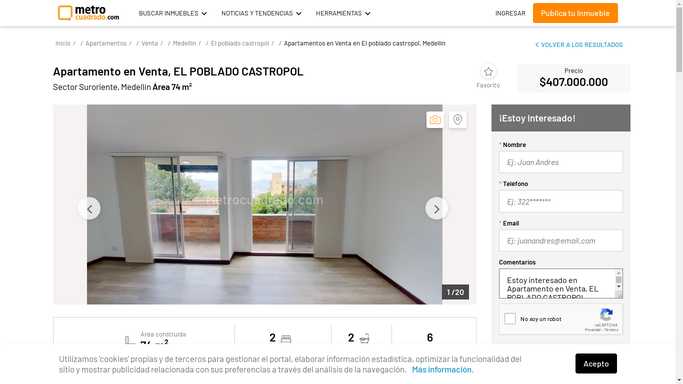 metro
cuadrado.com
BUSCAR INMUEBLES
NOTICIAS Y TENDENCIAS
HERRAMIENTAS
INGRESAR
Publica tu Inmueble
Inicio / / Apartamentos / / Venta / / Medellin / / El poblado castropol / / Apartamentos en Venta en El poblado castropol, Medellin
< VOLVER A LOS RESULTADOS
Apartamento en Venta, EL POBLADO CASTROPOL
Sector Suroriente, Medellin Área 74 m²
Favorito
Precio
$407.000.000
Metrocuadrado.com
1 / 20
¡Estoy Interesado!
* Nombre
Ej: Juan Andres
* Telefono
Ej: 322*******
* Email
Ej: juanandres@email.com
Comentarios
Estoy interesado en
Apartamento en Venta, EL
POBLADO CASTROPOL
No soy un robot
reCAPTCHA
Privacidad - Términos
Área contruida
74 m²
2
2
6
Utilizamos 'cookies' propias y de terceros para gestionar el portal, elaborar información estadística, optimizar la funcionalidad del
sitio y mostrar publicidad relacionada con sus preferencias a través del análisis de la navegación. Más información.
Acepto